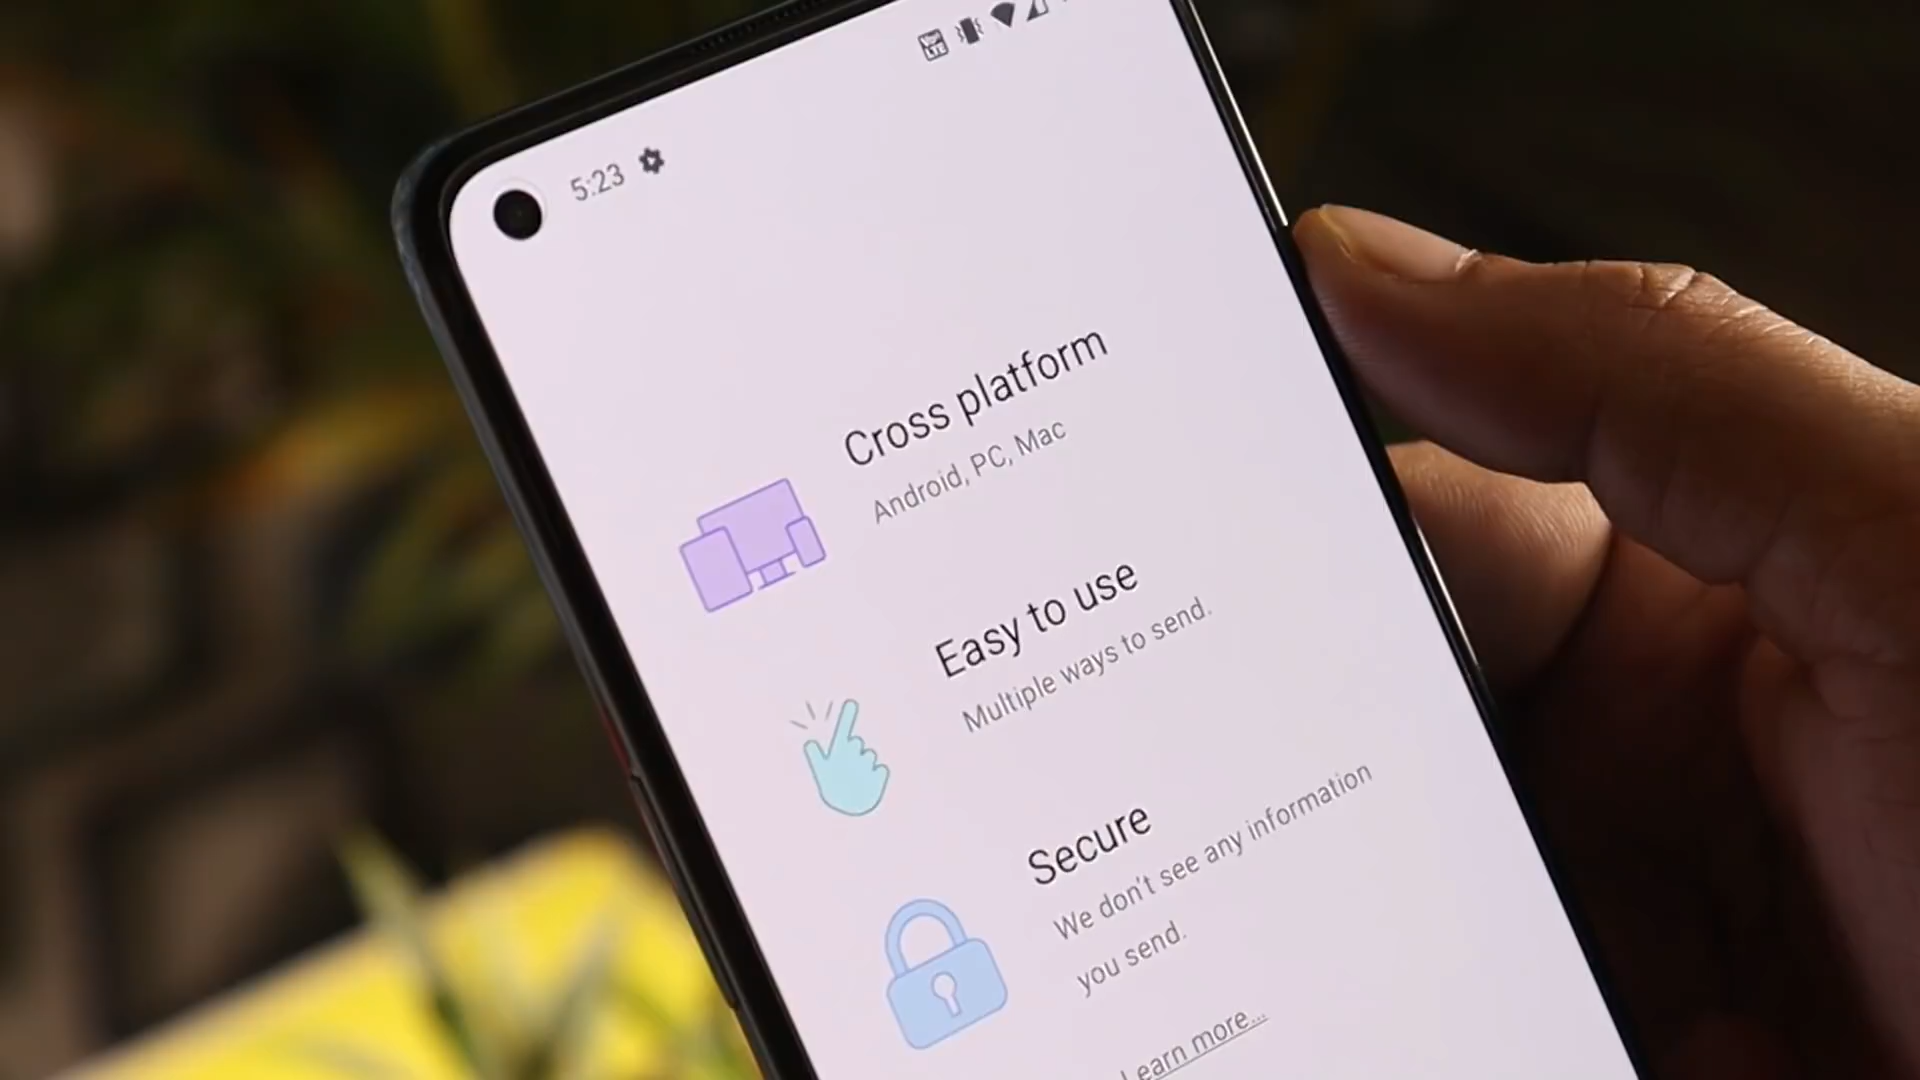 5:23
Cross platform
Android, PC, Mac
Easy to use
Multiple ways to send.
Secure
We don't see any information
you send.
Learn more...